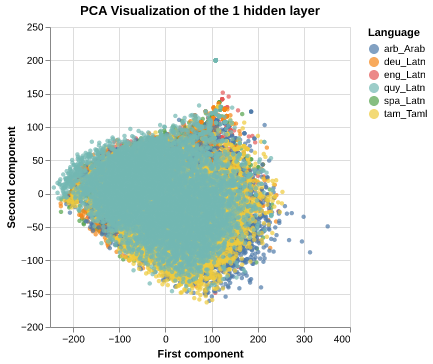 PCA Visualization of the 1 hidden layer
250
200
150
100
50
0
−50
−100
−150
−200
Second component
−200 −100 0 100 200 300 400
First component
Language
arb_Arab
deu_Latn
eng_Latn
quy_Latn
spa_Latn
tam_Taml